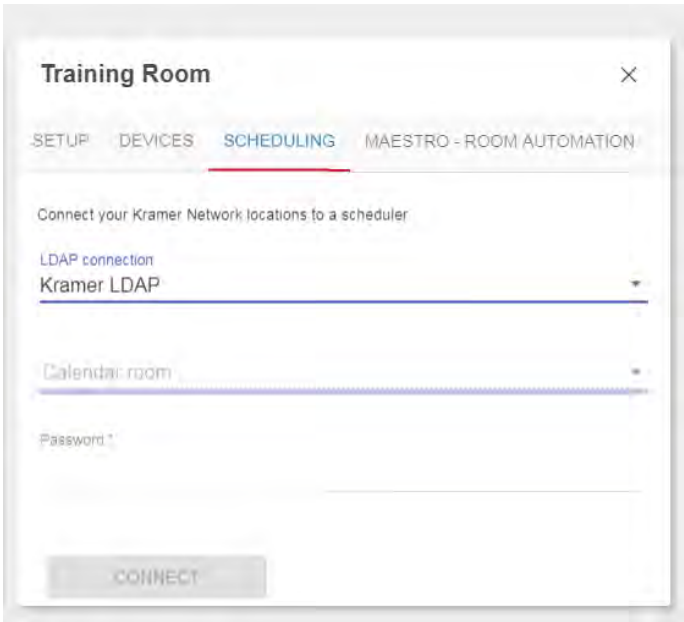 Training Room
SETUP DEVICES SCHEDULING MAESTRO - ROOM AUTOMATION
Connect your Kramer Network locations to a scheduler
LDAP connection
Kramer LDAP
Calendar room
Password *
CONNECT